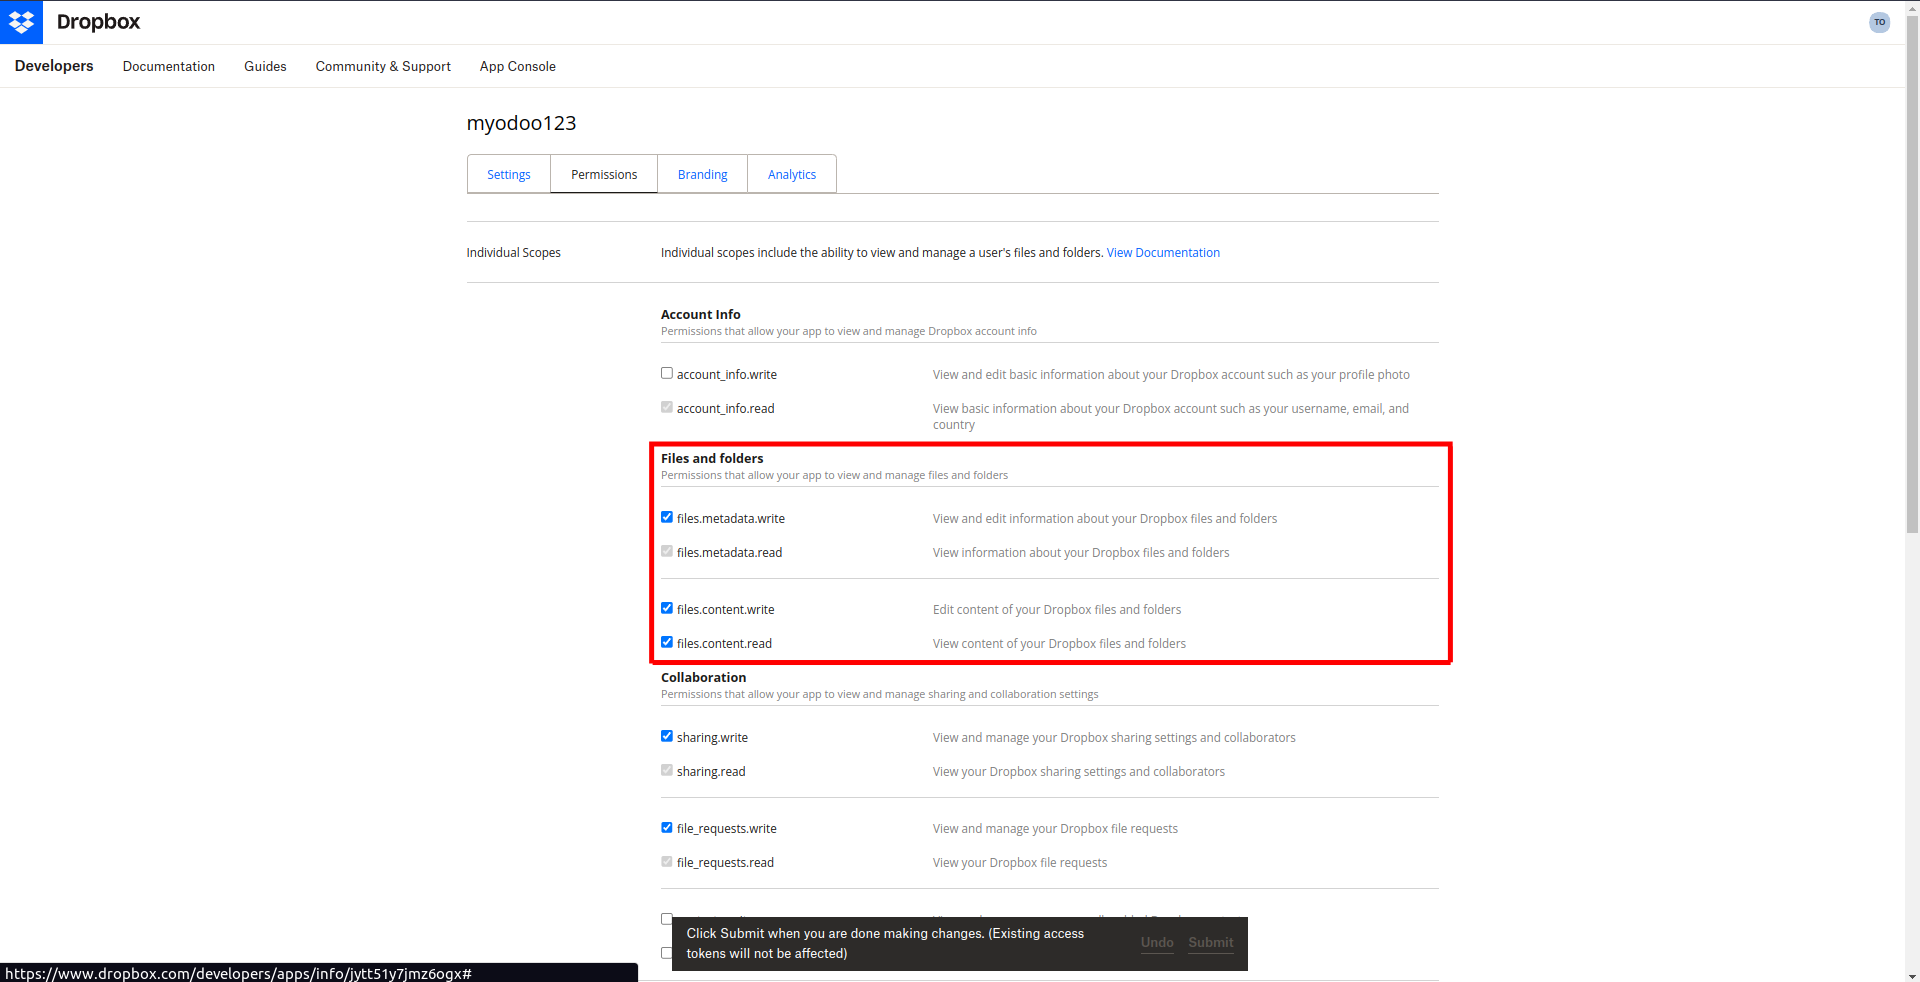 Dropbox
TO
Developers Documentation Guides Community & Support App Console
myodoo123
Settings Permissions Branding Analytics
Individual Scopes Individual scopes include the ability to view and manage a user's files and folders. View Documentation
Account Info
Permissions that allow your app to view and manage Dropbox account info
account_info.write View and edit basic information about your Dropbox account such as your profile photo
account_info.read View basic information about your Dropbox account such as your username, email, and
country
Files and folders
Permissions that allow your app to view and manage files and folders
files.metadata.write View and edit information about your Dropbox files and folders
files.metadata.read View information about your Dropbox files and folders
files.content.write Edit content of your Dropbox files and folders
files.content.read View content of your Dropbox files and folders
Collaboration
Permissions that allow your app to view and manage sharing and collaboration settings
sharing.write View and manage your Dropbox sharing settings and collaborators
sharing.read View your Dropbox sharing settings and collaborators
file_requests.write View and manage your Dropbox file requests
file_requests.read View your Dropbox file requests
Click Submit when you are done making changes. (Existing access
tokens will not be affected)
Undo Submit
https://www.dropbox.com/developers/apps/info/jytt51y7jmz6ogx#